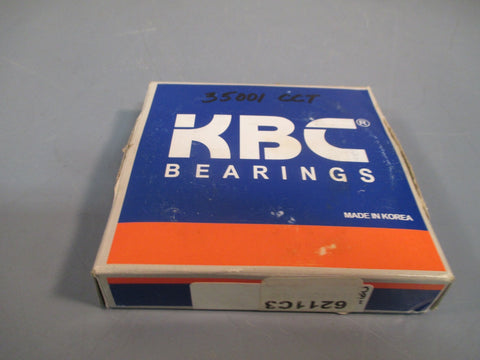 35001 CCT
KBC®
BEARINGS
MADE IN KOREA
6211C3